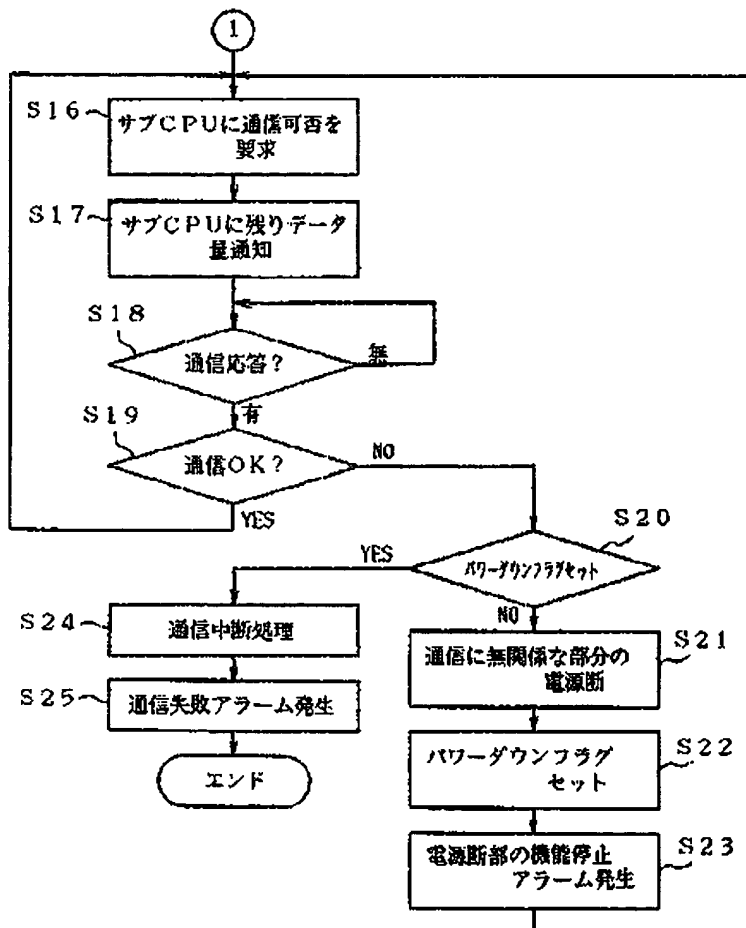 1
S16
サブCPUに通信可否を
要求
S17
サブCPUに残りデータ
量通知
S18
通信応答?
無
有
S19
通信OK?
NO
YES
S20
パワーダウンフラグセット
YES
NO
S24
通信中断処理
S21
通信に無関係な部分の
電源断
S25
通信失敗アラーム発生
S22
パワーダウンフラグ
セット
エンド
S23
電源断部の機能停止
アラーム発生